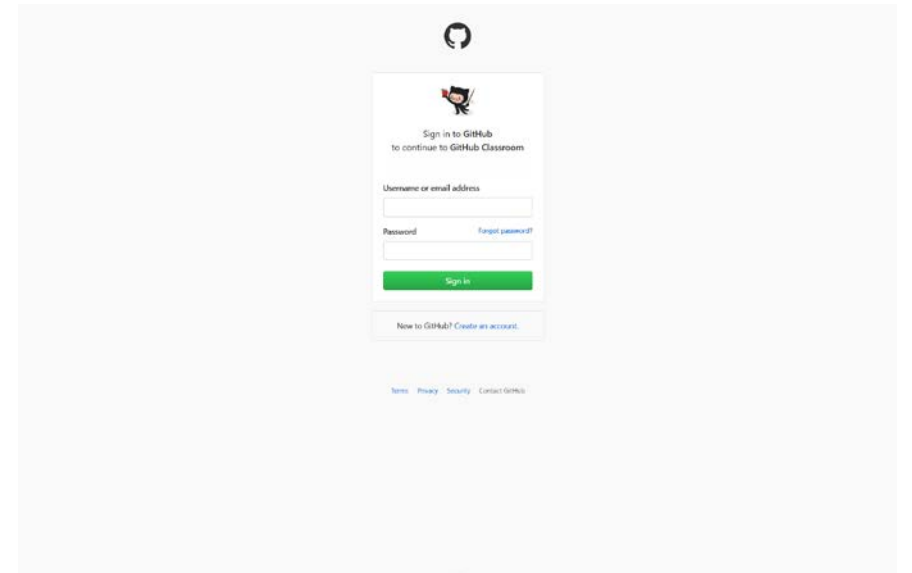 Sign in to GitHub
to continue to GitHub Classroom
Username or email address
Password Forgot password?
Sign in
New to GitHub? Create an account.
Terms Privacy Security Contact GitHub